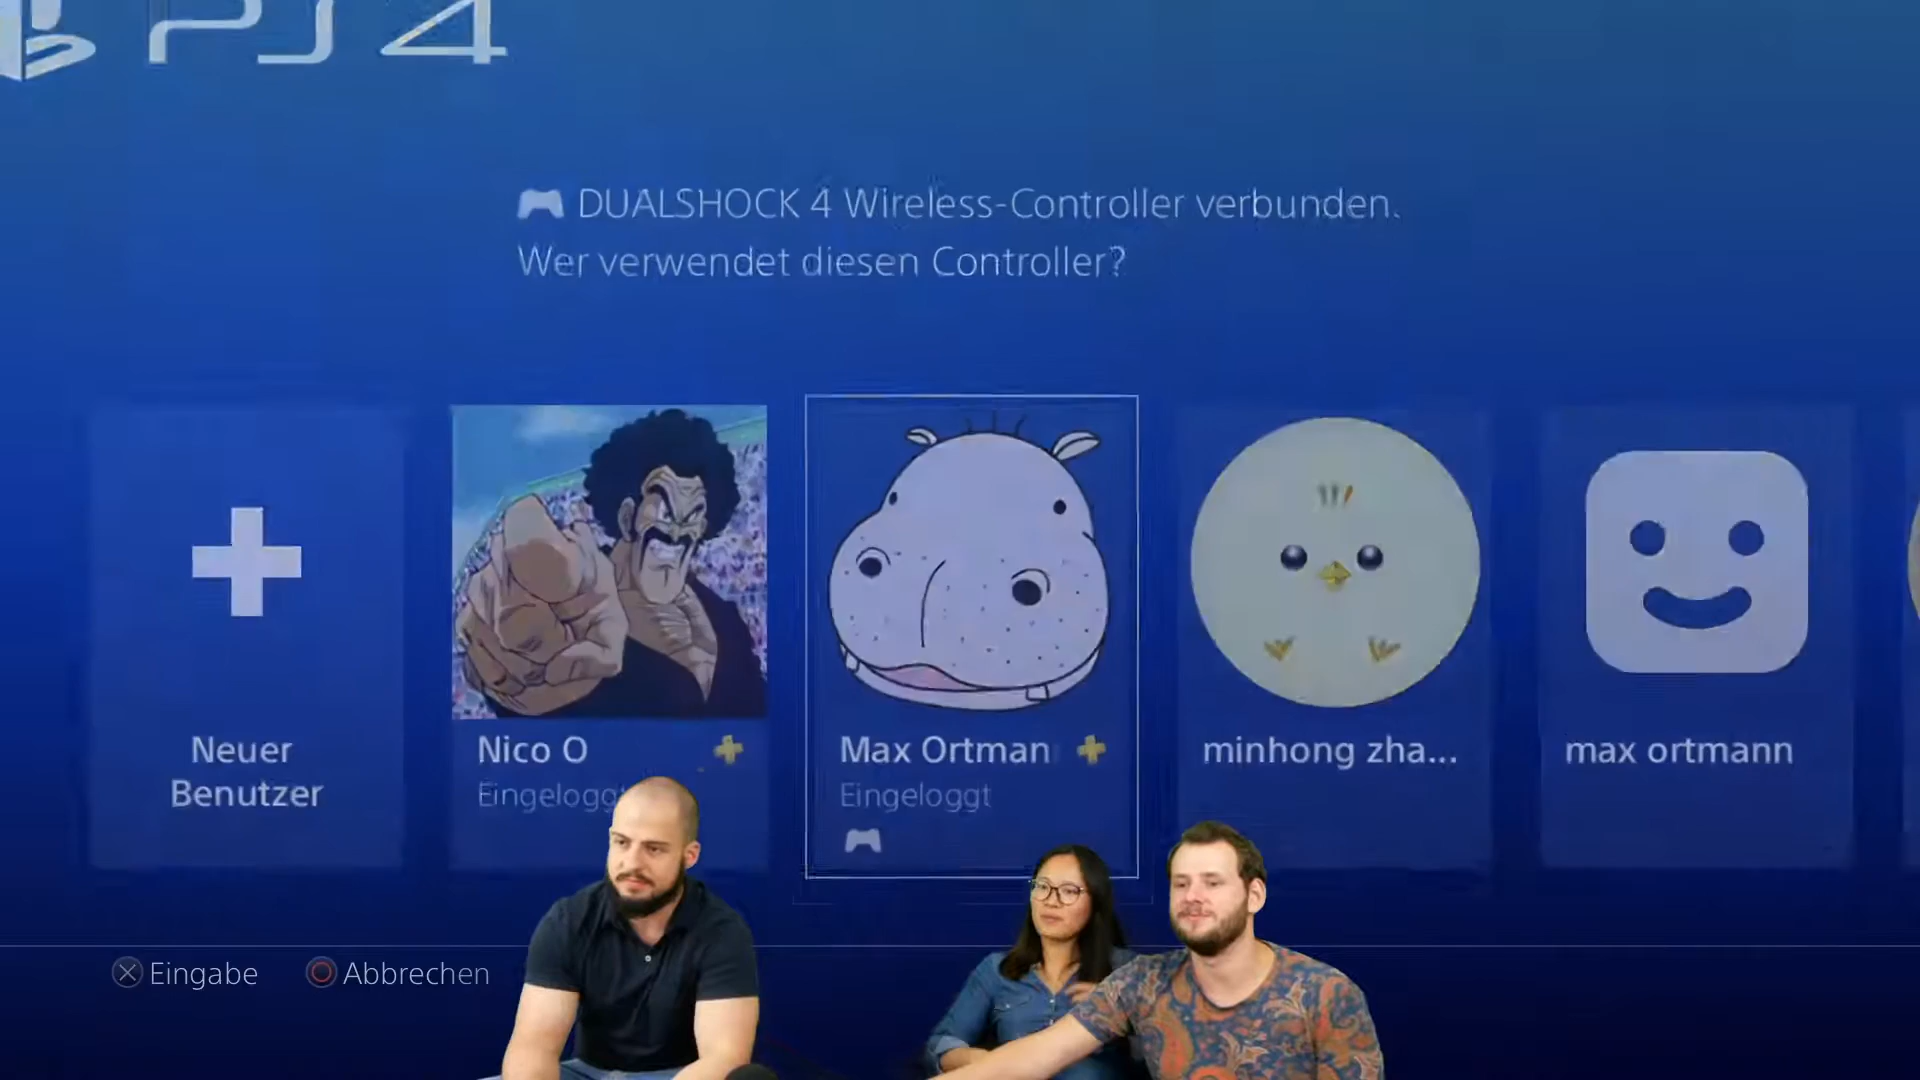 PS4
DUALSHOCK 4 Wireless-Controller verbunden.
Wer verwendet diesen Controller?
Neuer
Benutzer
Nico O
Eingeloggt
Max Ortman
Eingeloggt
minhong zha...
max ortmann
Eingabe
Abbrechen